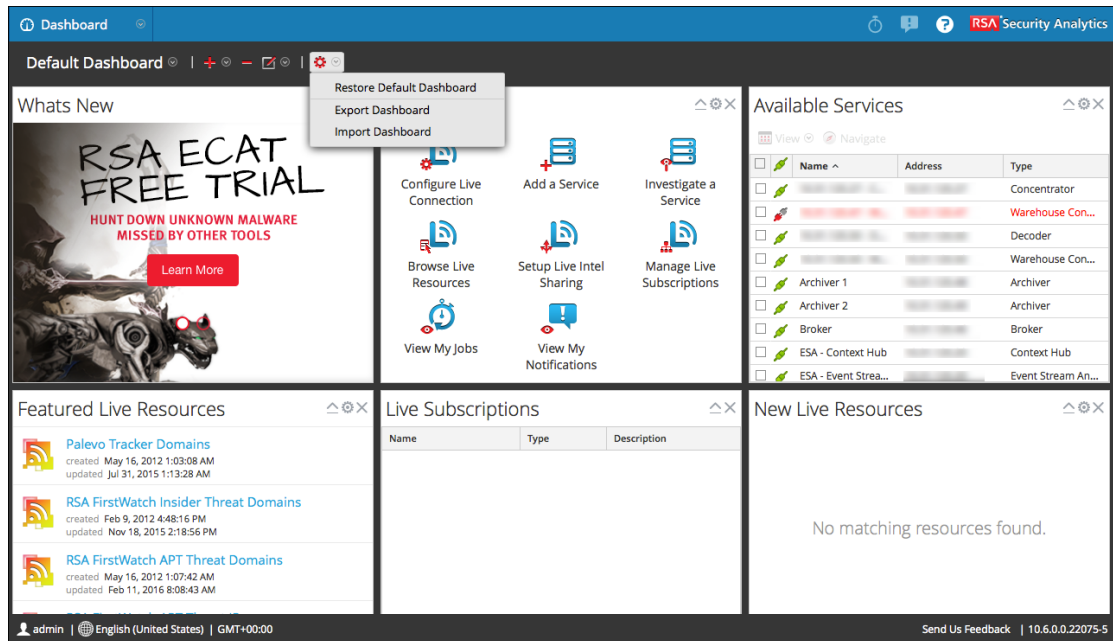 Dashboard
RSA Security Analytics
Default Dashboard
Restore Default Dashboard
Export Dashboard
Import Dashboard
Whats New
RSA ECAT
FREE TRIAL
HUNT DOWN UNKNOWN MALWARE
MISSED BY OTHER TOOLS
Learn More
Configure Live
Connection
Add a Service
Investigate a
Service
Browse Live
Resources
Setup Live Intel
Sharing
Manage Live
Subscriptions
View My Jobs
View My
Notifications
Available Services
View
Navigate
Name Address Type
Concentrator
Warehouse Con...
Decoder
Warehouse Con...
Archiver 1 Archiver
Archiver 2 Archiver
Broker Broker
ESA - Context Hub Context Hub
ESA - Event Strea... Event Stream An...
Featured Live Resources
Palevo Tracker Domains
created May 16, 2012 1:03:08 AM
updated Jul 31, 2015 1:13:28 AM
RSA FirstWatch Insider Threat Domains
created Feb 9, 2012 4:48:16 PM
updated Nov 18, 2015 2:18:56 PM
RSA FirstWatch APT Threat Domains
created May 16, 2012 1:07:42 AM
updated Feb 11, 2016 8:08:43 AM
Live Subscriptions
Name Type Description
New Live Resources
No matching resources found.
admin | English (United States) | GMT+00:00
Send Us Feedback | 10.6.0.0.22075-5